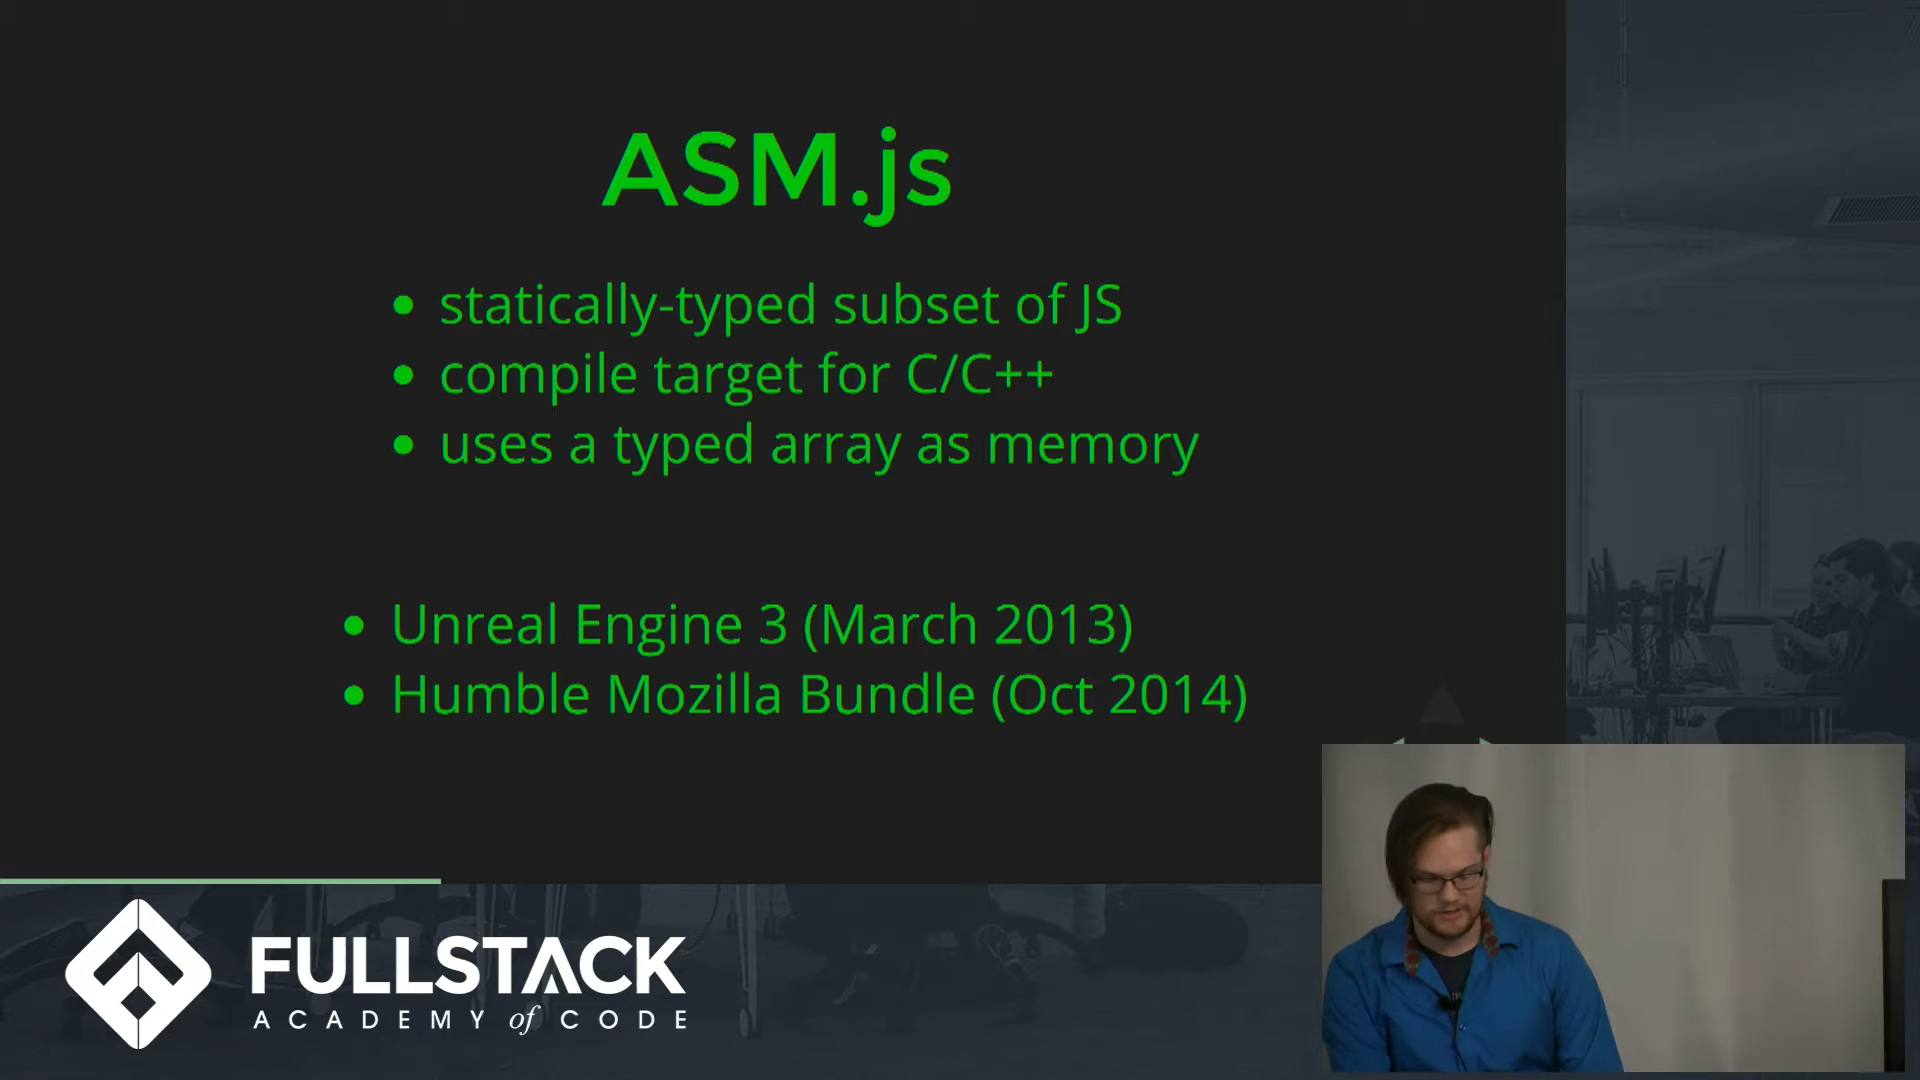 ASM.js
• statically-typed subset of JS
• compile target for C/C++
• uses a typed array as memory
• Unreal Engine 3 (March 2013)
• Humble Mozilla Bundle (Oct 2014)
FULLSTACK
ACADEMY of CODE